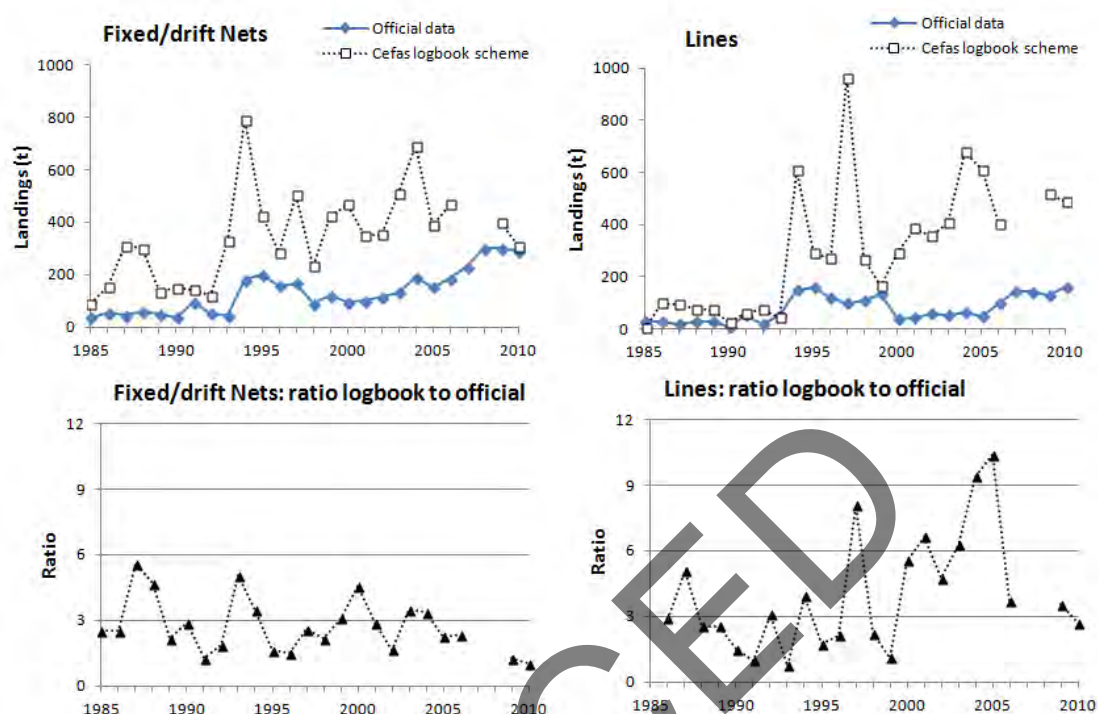 Fixed/drift Nets
Official data
Cefas logbook scheme
Landings (t)
1000
800
600
400
200
0
1985 1990 1995 2000 2005 2010
Lines
Official data
Cefas logbook scheme
Landings (t)
1000
800
600
400
200
0
1985 1990 1995 2000 2005 2010
Fixed/drift Nets: ratio logbook to official
Ratio
12
9
6
3
0
1985 1990 1995 2000 2005 2010
Lines: ratio logbook to official
Ratio
12
9
6
3
0
1985 1990 1995 2000 2005 2010
CED